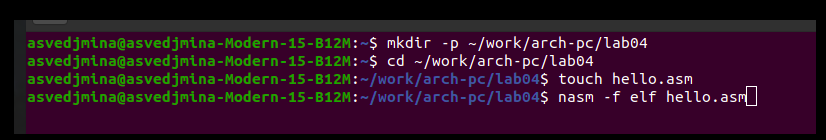 asvedjmina@asvedjmina-Modern-15-B12M:~$ mkdir -p ~/work/arch-pc/lab04
asvedjmina@asvedjmina-Modern-15-B12M:~$ cd ~/work/arch-pc/lab04
asvedjmina@asvedjmina-Modern-15-B12M:~/work/arch-pc/lab04$ touch hello.asm
asvedjmina@asvedjmina-Modern-15-B12M:~/work/arch-pc/lab04$ nasm -f elf hello.asm